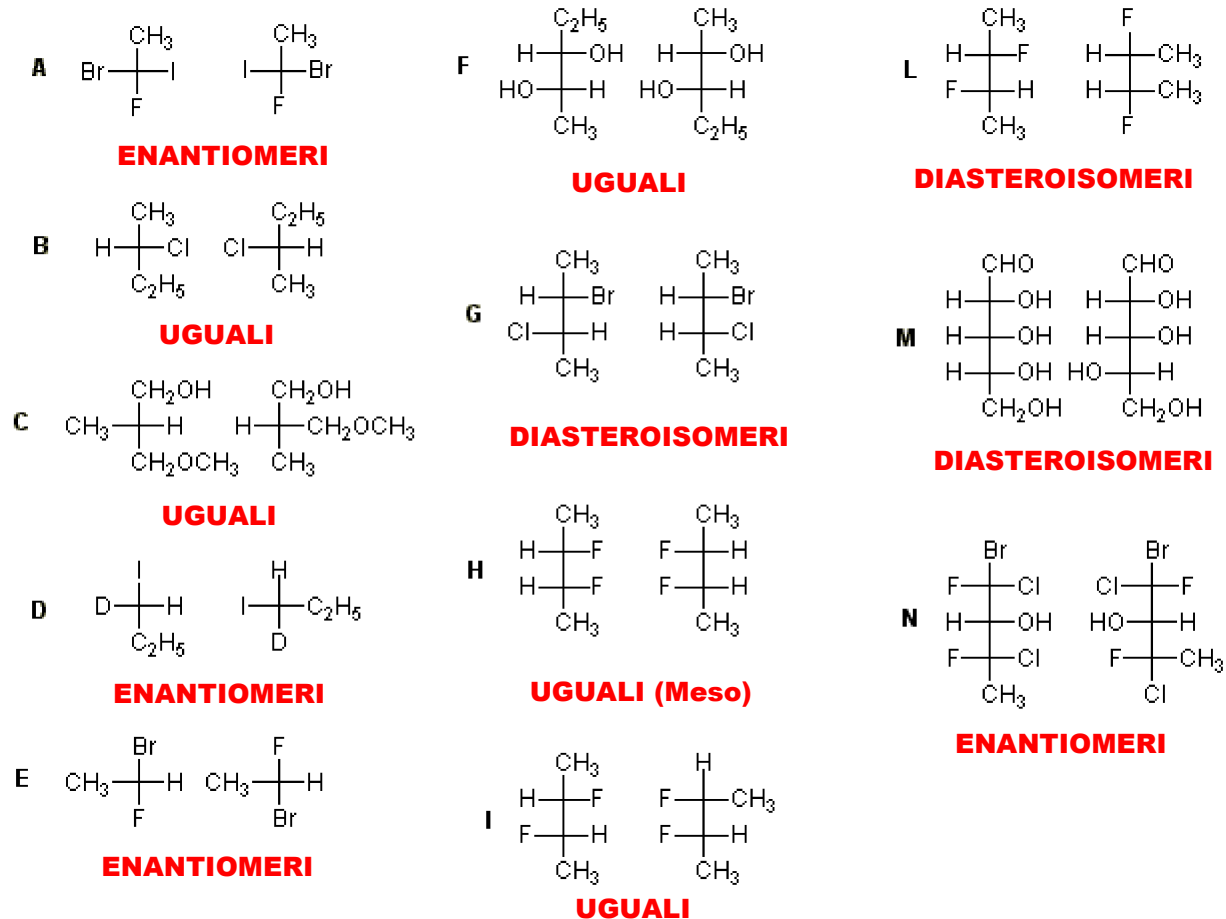 A
CH3
Br I
F
CH3
I Br
F
ENANTIOMERI
B
CH3
H Cl
C2H5
C2H5
Cl H
CH3
UGUALI
C
CH2OH
CH3 H
CH2OCH3
CH2OH
H CH2OCH3
CH3
UGUALI
D
I
D H
C2H5
H
I C2H5
D
ENANTIOMERI
E
Br
CH3 H
F
F
CH3 H
Br
ENANTIOMERI
F
C2H5
H OH
HO H
CH3
CH3
H OH
HO H
C2H5
UGUALI
G
CH3
H Br
Cl H
CH3
CH3
H Br
H Cl
CH3
DIASTEROISOMERI
H
CH3
H F
H F
CH3
CH3
F H
F H
CH3
UGUALI (Meso)
I
CH3
H F
F H
CH3
H
F CH3
F H
CH3
UGUALI
L
CH3
H F
F H
CH3
F
H CH3
H CH3
F
DIASTEROISOMERI
M
CHO
H OH
H OH
H OH
CH2OH
CHO
H OH
H OH
HO H
CH2OH
DIASTEROISOMERI
N
Br
F Cl
H OH
F Cl
CH3
Br
Cl F
HO H
F CH3
Cl
ENANTIOMERI